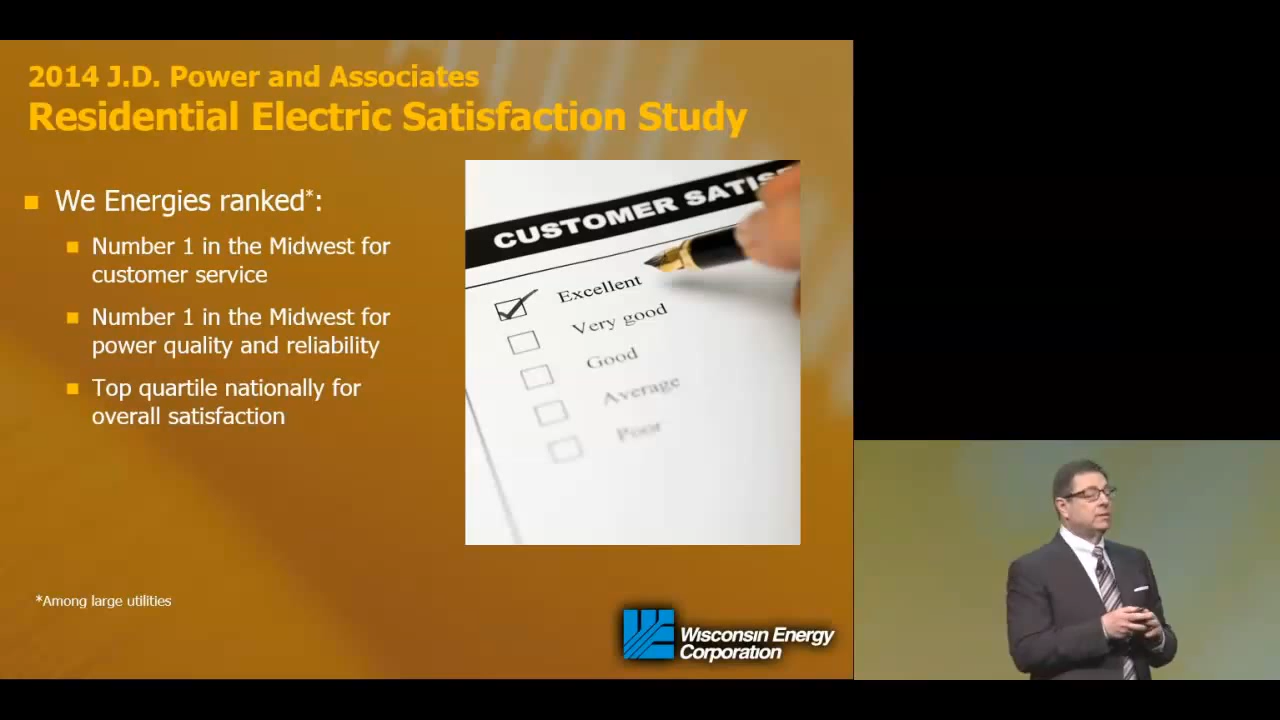 2014 J.D. Power and Associates
Residential Electric Satisfaction Study
We Energies ranked*:
Number 1 in the Midwest for
customer service
Number 1 in the Midwest for
power quality and reliability
Top quartile nationally for
overall satisfaction
CUSTOMER SATISF
Excellent
Very good
Good
Average
Poor
*Among large utilities
Wisconsin Energy
Corporation